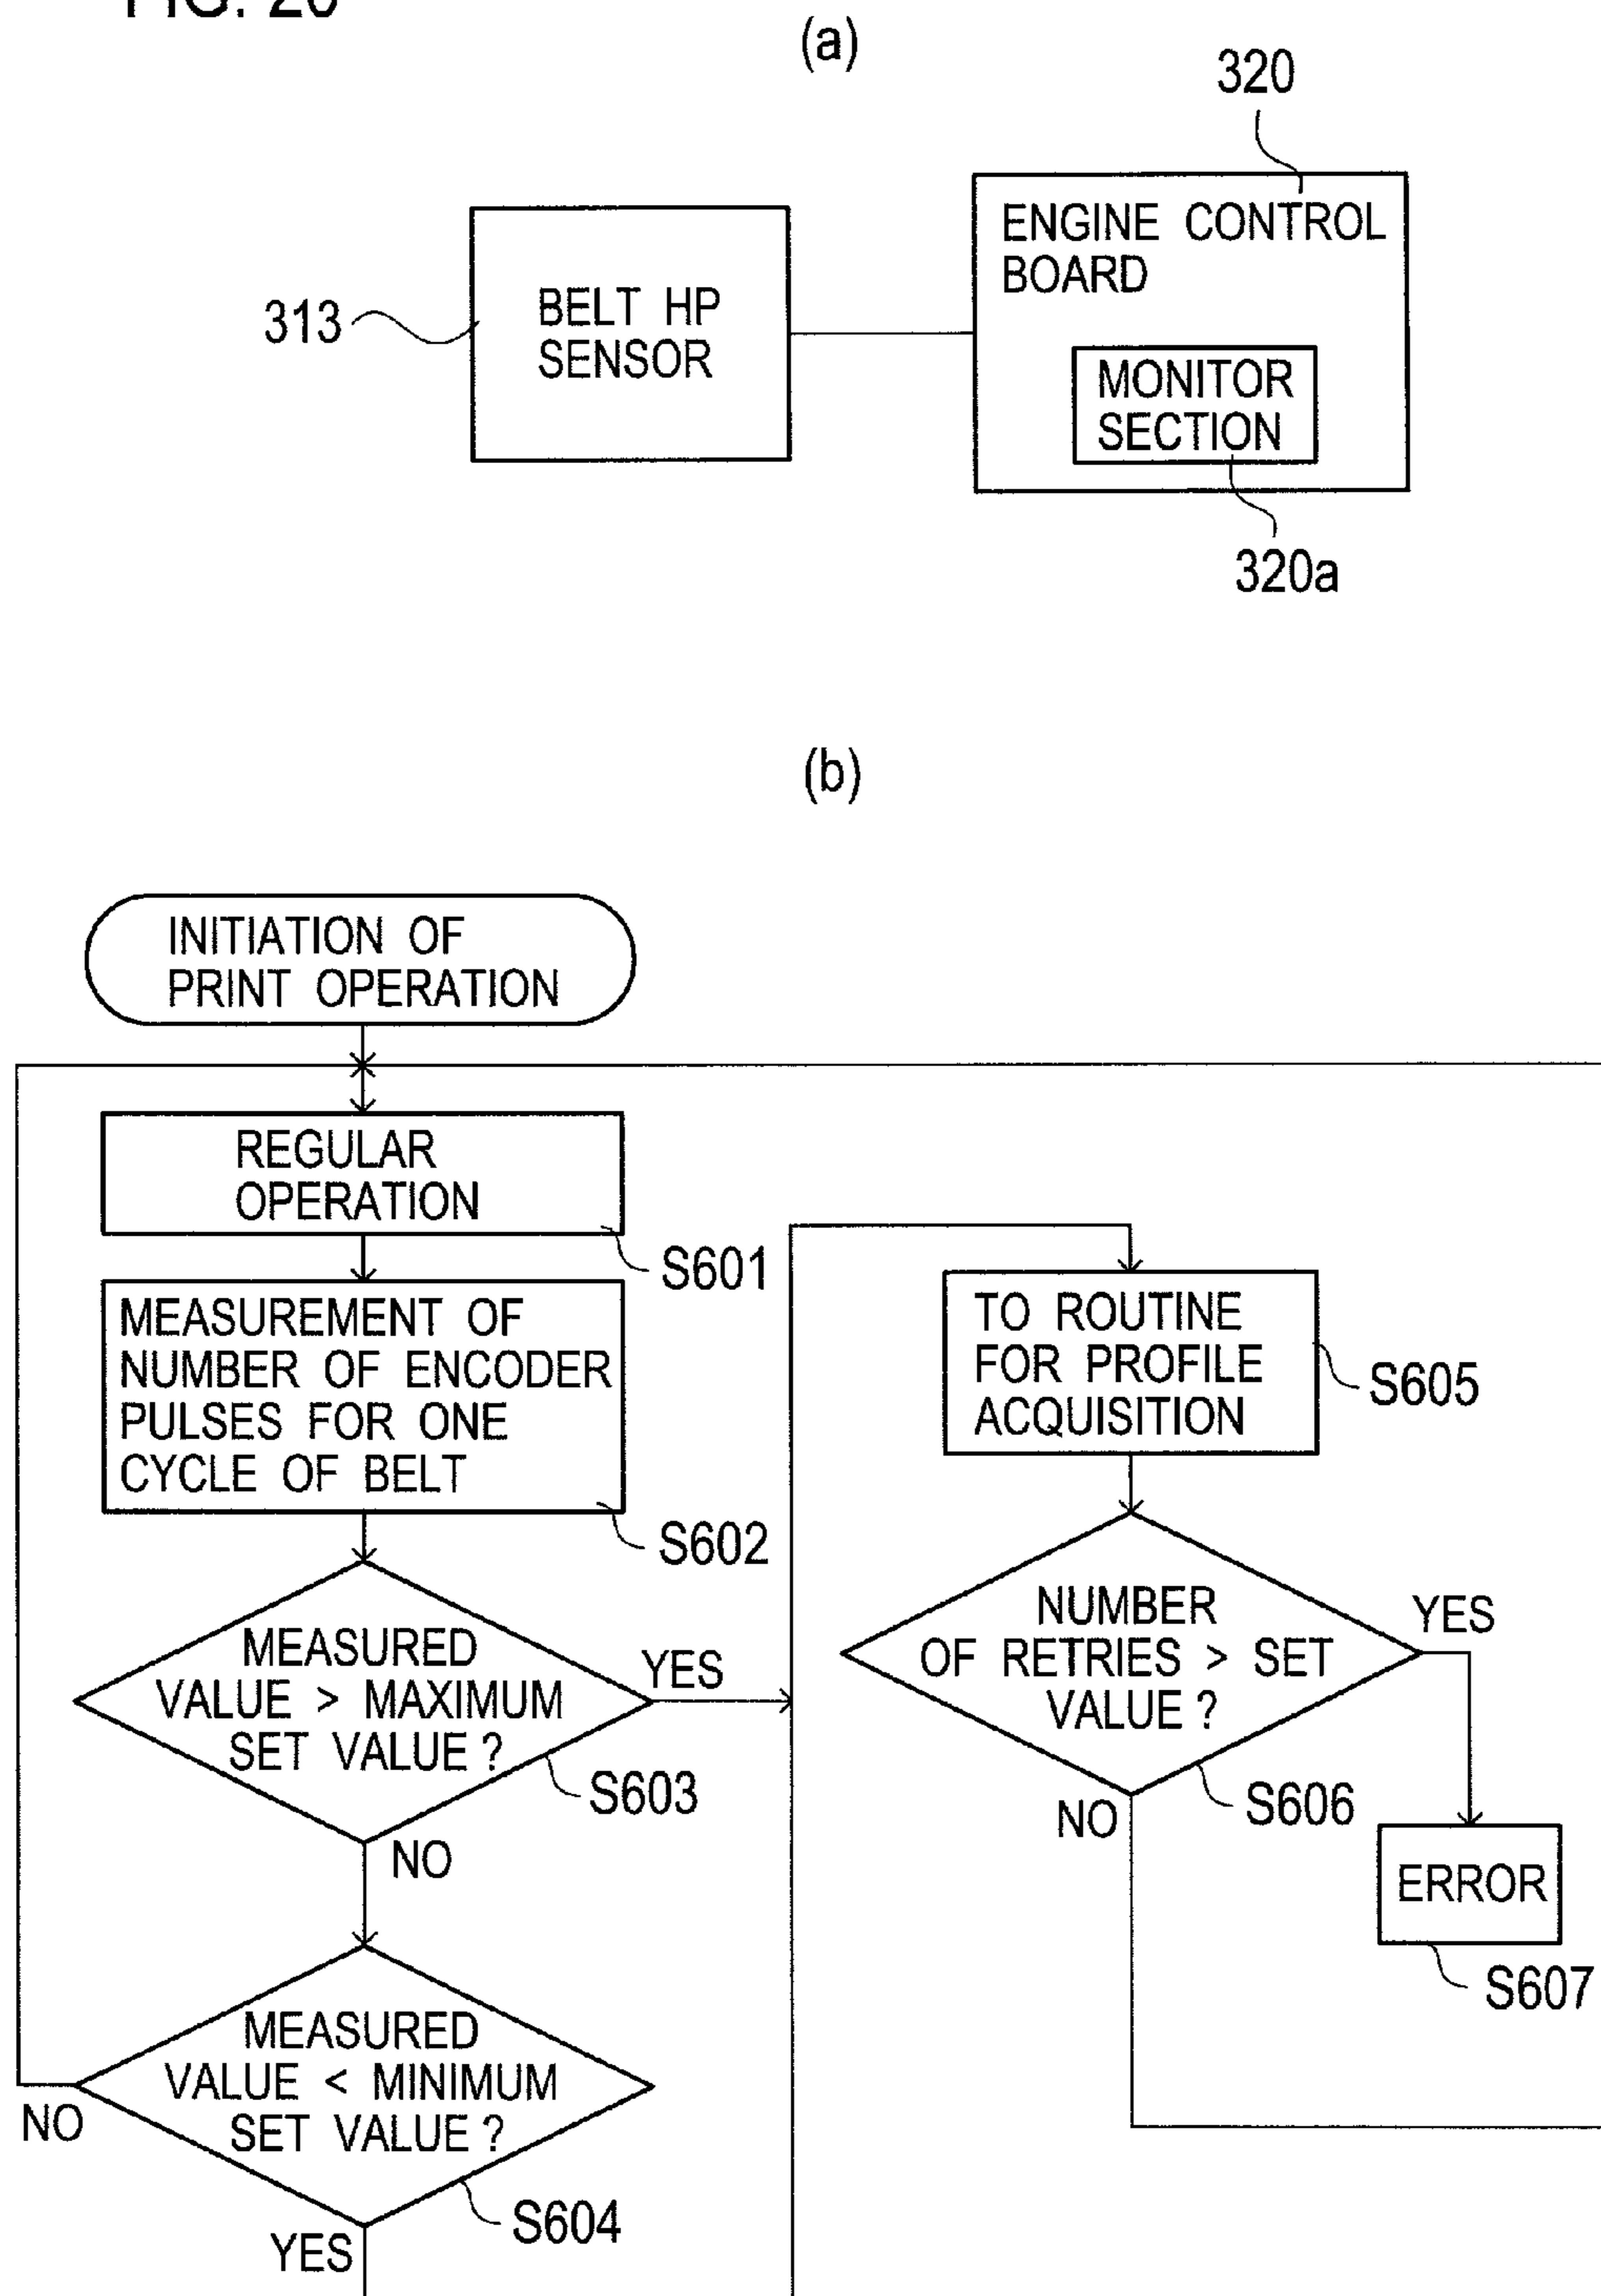 (a)
320
ENGINE CONTROL
BOARD
313
BELT HP
SENSOR
MONITOR
SECTION
320a
(b)
INITIATION OF
PRINT OPERATION
REGULAR
OPERATION
S601
MEASUREMENT OF
NUMBER OF ENCODER
PULSES FOR ONE
CYCLE OF BELT
S602
MEASURED
VALUE > MAXIMUM
SET VALUE ?
YES
S603
NO
MEASURED
VALUE < MINIMUM
SET VALUE ?
NO
S604
YES
TO ROUTINE
FOR PROFILE
ACQUISITION
S605
NUMBER
OF RETRIES > SET
VALUE ?
YES
S606
NO
ERROR
S607